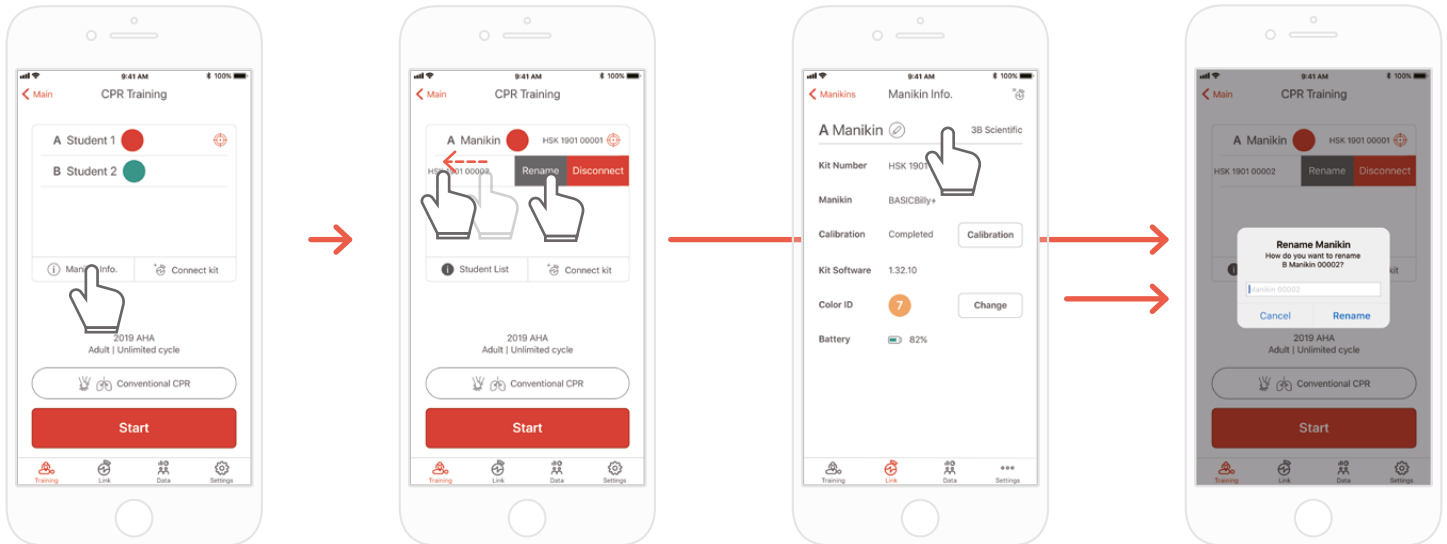 9:41 AM 100%
Main CPR Training
A Student 1
B Student 2
Manikin Info. Connect kit
2019 AHA
Adult | Unlimited cycle
Conventional CPR
Start
Training Link Data Settings
9:41 AM 100%
Main CPR Training
A Manikin HSK 1901 00001
HSK 1901 00002 Rename Disconnect
Student List Connect kit
2019 AHA
Adult | Unlimited cycle
Conventional CPR
Start
Training Link Data Settings
9:41 AM 100%
Manikins Manikin Info.
A Manikin 3B Scientific
Kit Number HSK 1901
Manikin BASICBilly+
Calibration Completed Calibration
Kit Software 1.32.10
Color ID 7 Change
Battery 82%
Training Link Data Settings
9:41 AM 100%
Main CPR Training
A Manikin HSK 1901 00001
HSK 1901 00002 Rename Disconnect
Rename Manikin
How do you want to rename
B Manikin 00002?
Manikin 00002
Cancel Rename
kit
2019 AHA
Adult | Unlimited cycle
Conventional CPR
Start
Training Link Data Settings